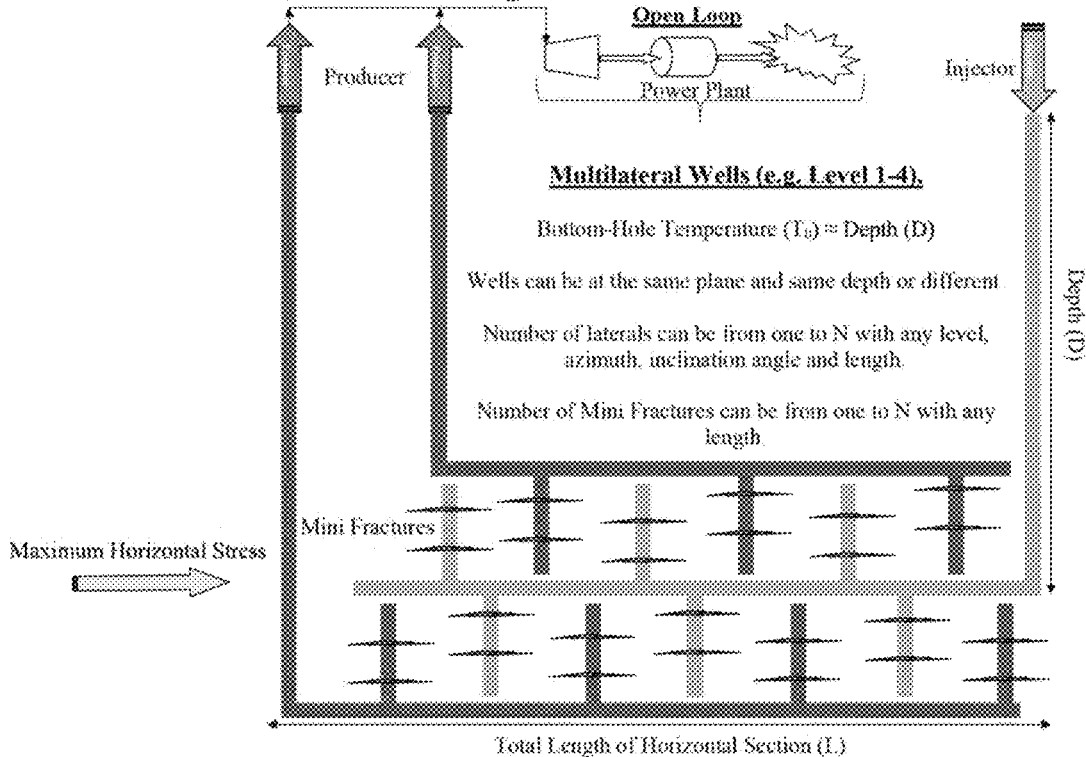 Open Loop
Producer
Injector
Power Plant
Multilateral Wells (e.g. Level 1-4).
Bottom-Hole Temperature (T₀) ≈ Depth (D)
Wells can be at the same plane and same depth or different
Number of laterals can be from one to N with any level,
azimuth, inclination angle and length.
Number of Mini Fractures can be from one to N with any
length
Depth (D)
Mini Fractures
Maximum Horizontal Stress
Total Length of Horizontal Section (L)